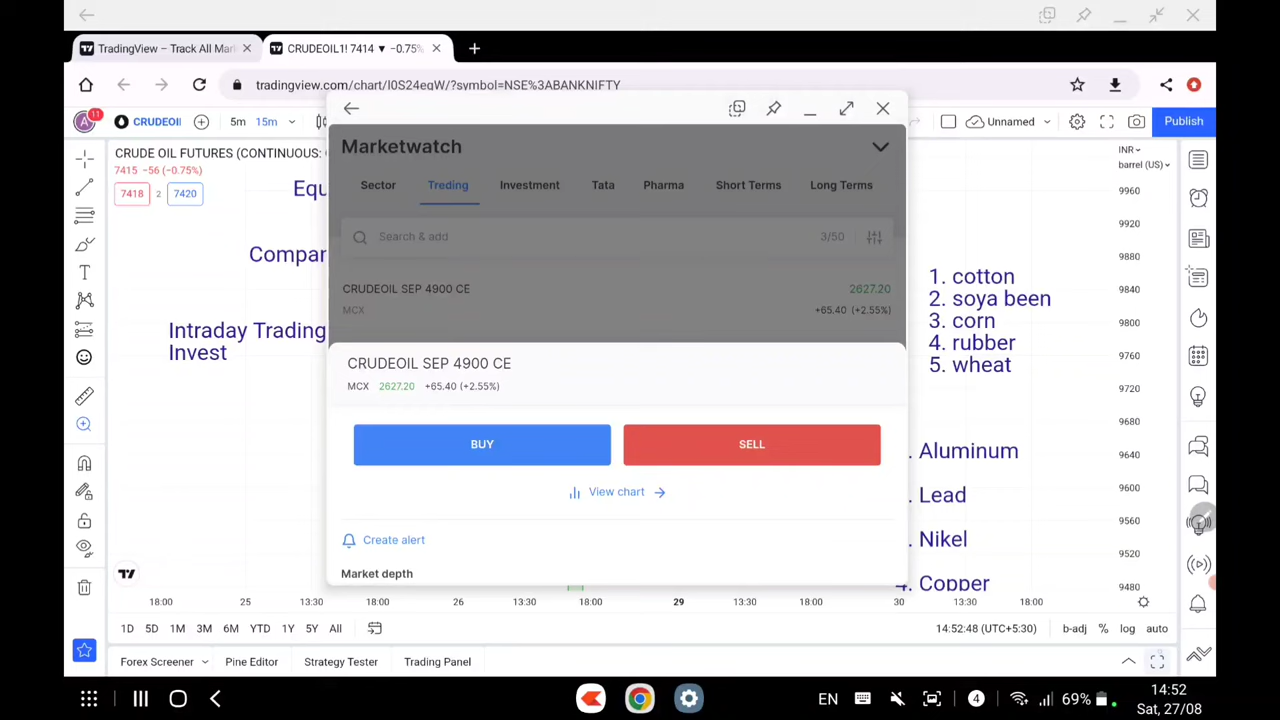 TradingView – Track All Mar
CRUDEOIL1! 7414 ▼ −0.75%
tradingview.com/chart/I0S24eqW/?symbol=NSE%3ABANKNIFTY
11
CRUDEOI
5m
15m
Unnamed
Publish
CRUDE OIL FUTURES (CONTINUOUS:
7415 −56 (−0.75%)
7418
2
7420
Equ
Compar
Intraday Trading
Invest
Marketwatch
Sector
Treding
Investment
Tata
Pharma
Short Terms
Long Terms
Search & add
3/50
CRUDEOIL SEP 4900 CE
2627.20
MCX
+65.40 (+2.55%)
CRUDEOIL SEP 4900 CE
MCX 2627.20 +65.40 (+2.55%)
BUY
SELL
View chart
Create alert
Market depth
1. cotton
2. soya been
3. corn
4. rubber
5. wheat
. Aluminum
. Lead
. Nikel
4. Copper
INR
barrel (US)
9960
9920
9880
9840
9800
9760
9720
9680
9640
9600
9560
9520
9480
18:00
25
13:30
18:00
26
13:30
18:00
29
13:30
18:00
30
13:30
18:00
1D
5D
1M
3M
6M
YTD
1Y
5Y
All
14:52:48 (UTC+5:30)
b-adj
%
log
auto
Forex Screener
Pine Editor
Strategy Tester
Trading Panel
EN
4
69%
14:52
Sat, 27/08